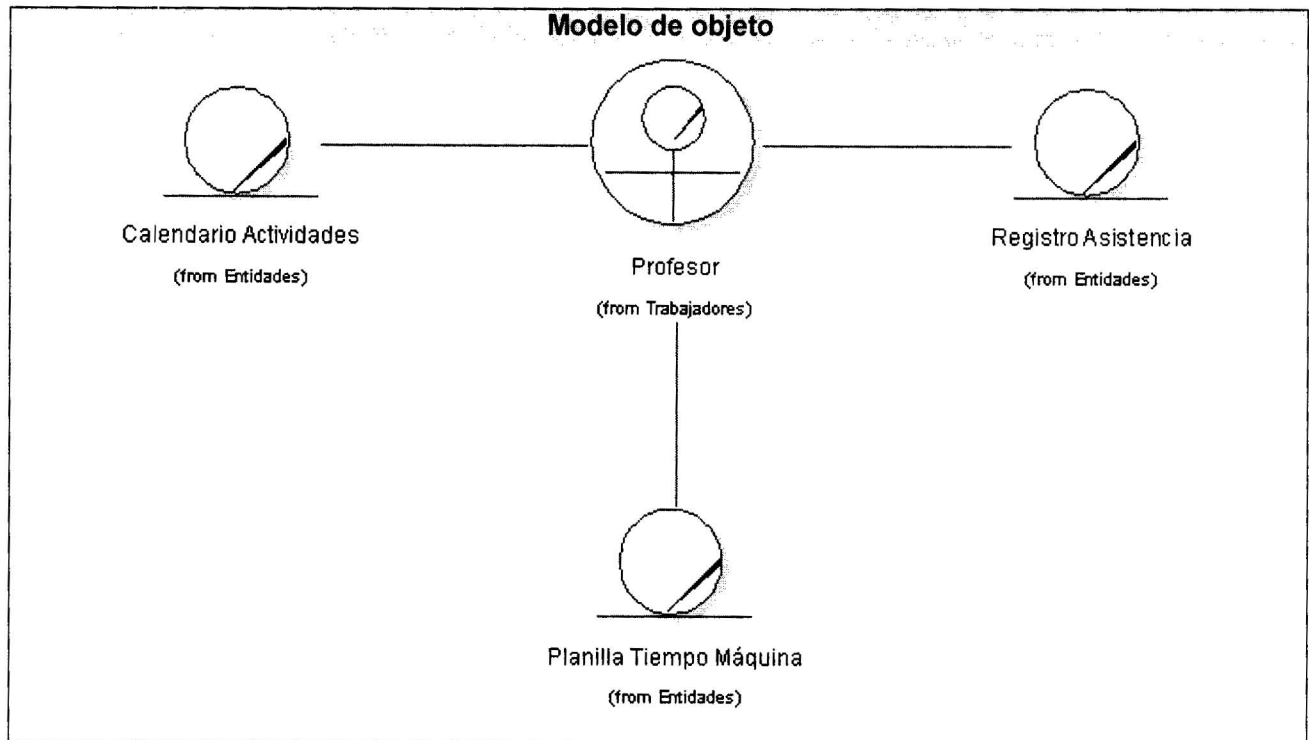 Modelo de objeto
Calendario Actividades
(from Entidades)
Profesor
(from Trabajadores)
Registro Asistencia
(from Entidades)
Planilla Tiempo Máquina
(from Entidades)